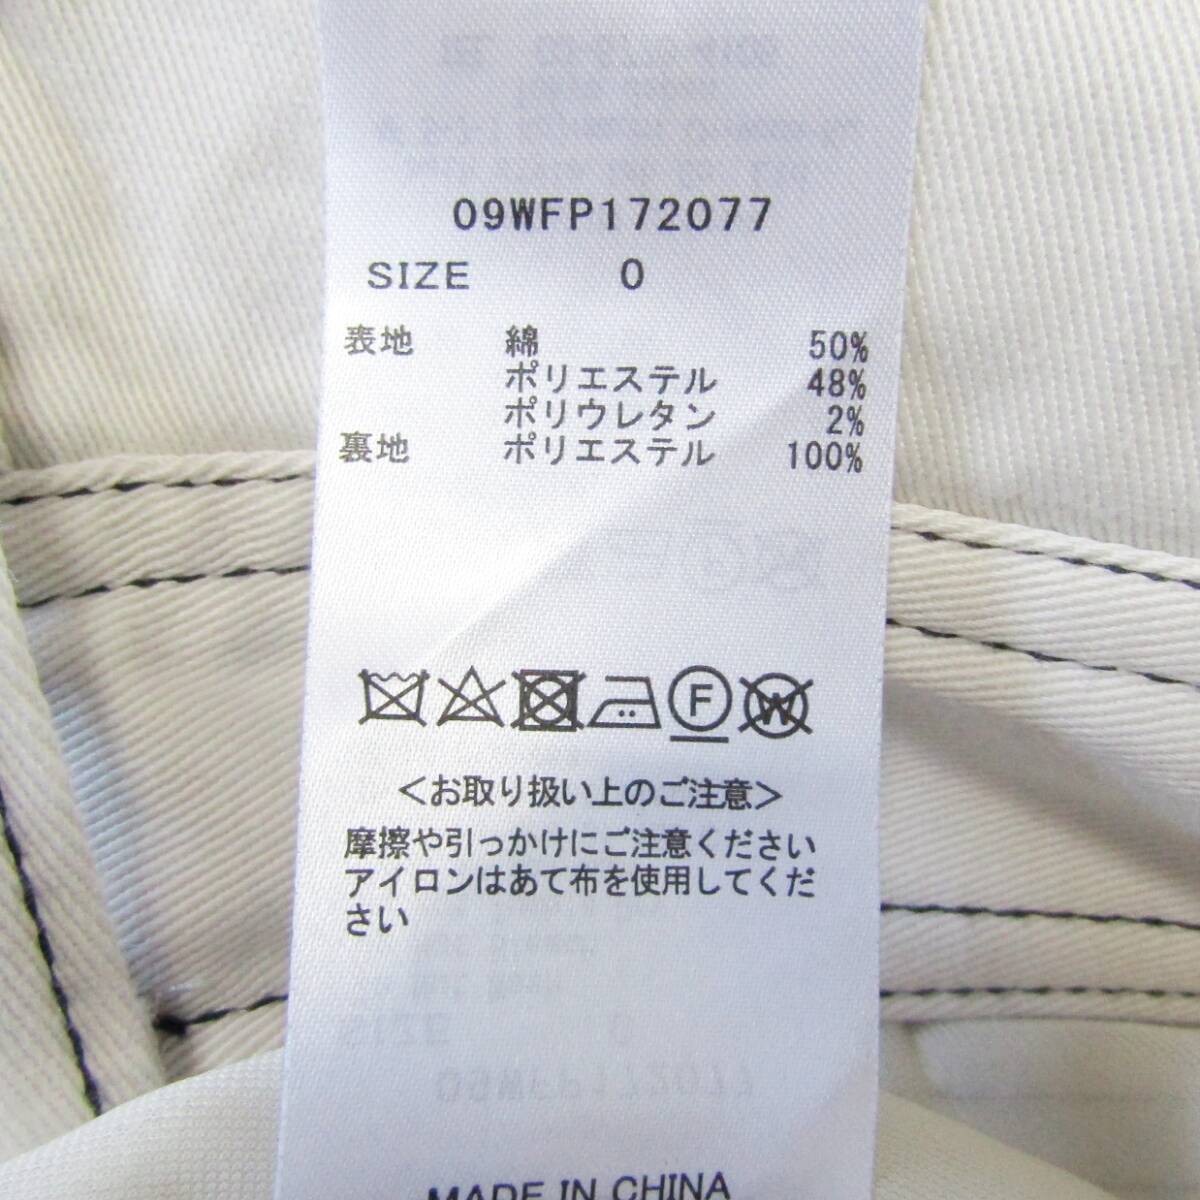 09WFP172077
SIZE 0
表地 綿 50%
ポリエステル 48%
ポリウレタン 2%
裏地 ポリエステル 100%
F W
<お取り扱い上のご注意>
摩擦や引っかけにご注意ください
アイロンはあて布を使用してくだ
さい
MADE IN CHINA